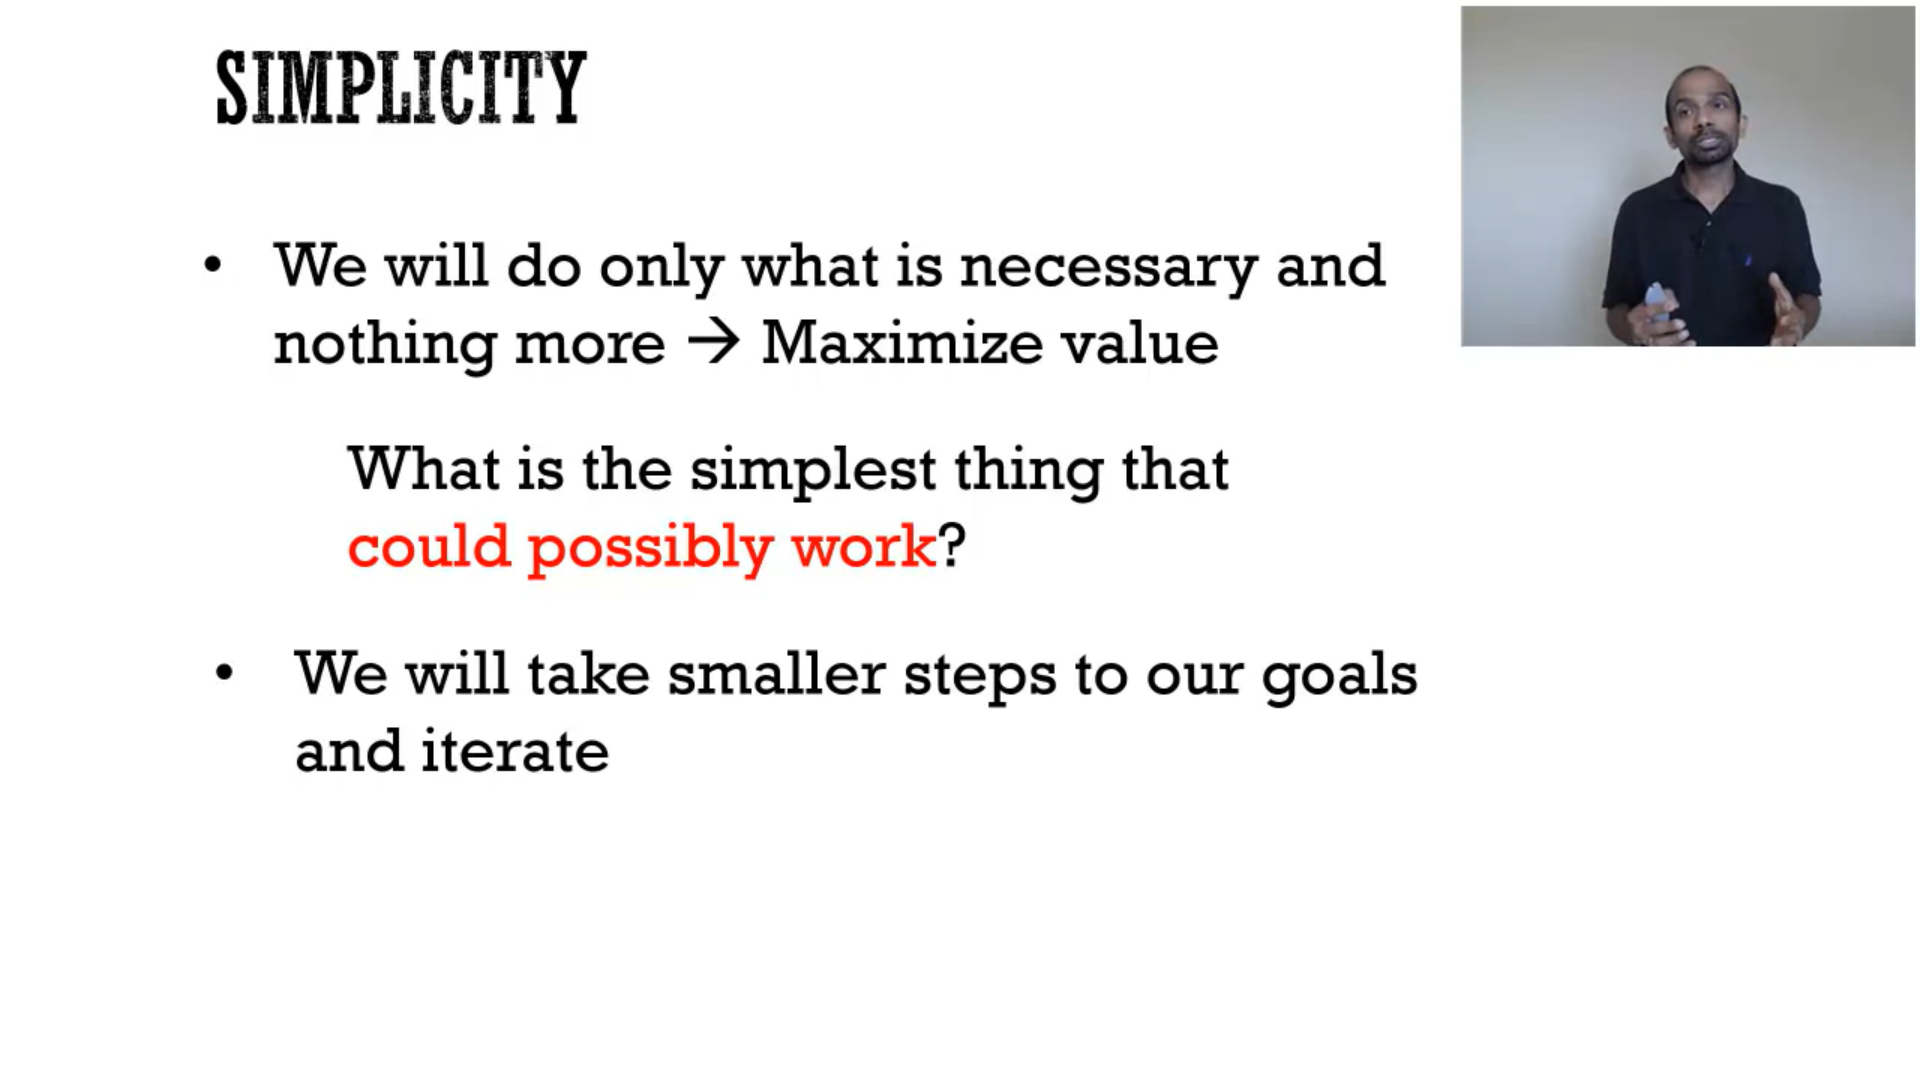 SIMPLICITY
• We will do only what is necessary and
nothing more → Maximize value
What is the simplest thing that
could possibly work?
• We will take smaller steps to our goals
and iterate